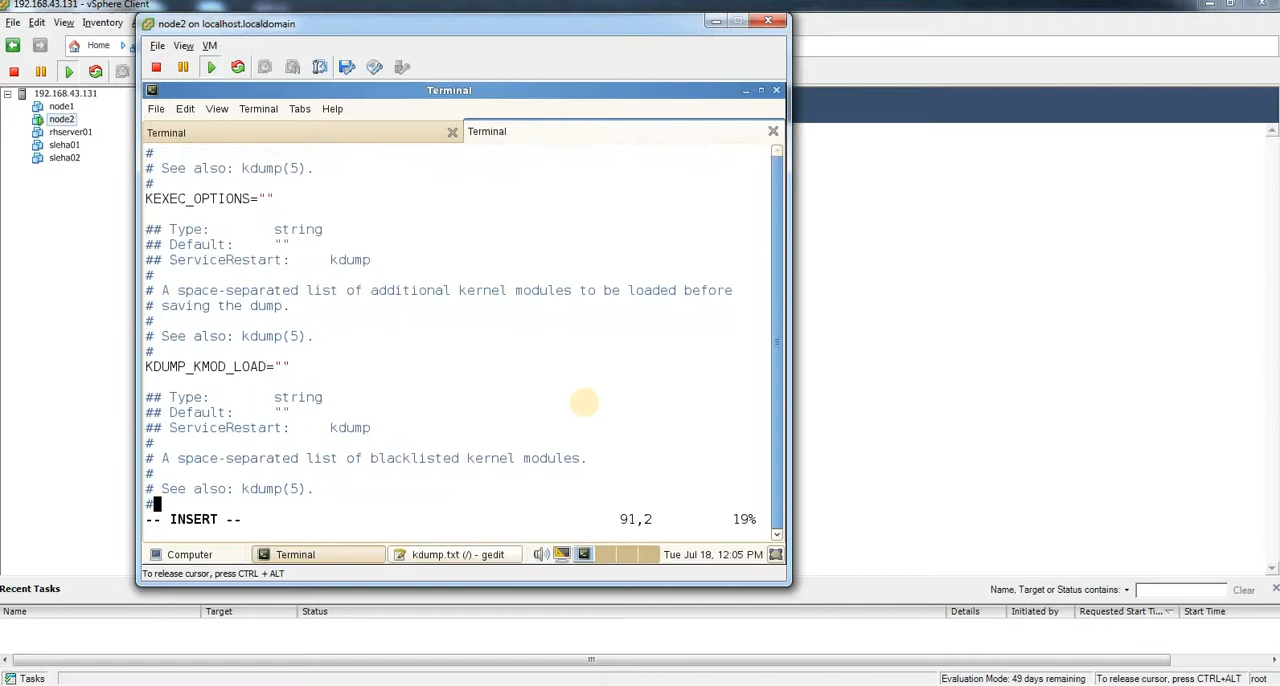 192.168.43.131 - vSphere Client
File Edit View Inventory
Home
192.168.43.131
node1
node2
rhserver01
sleha01
sleha02
node2 on localhost.localdomain
File View VM
Terminal
File Edit View Terminal Tabs Help
Terminal
Terminal
#
# See also: kdump(5).
#
KEXEC_OPTIONS=""
## Type: string
## Default: ""
## ServiceRestart: kdump
#
# A space-separated list of additional kernel modules to be loaded before
# saving the dump.
#
# See also: kdump(5).
#
KDUMP_KMOD_LOAD=""
## Type: string
## Default: ""
## ServiceRestart: kdump
#
# A space-separated list of blacklisted kernel modules.
#
# See also: kdump(5).
#
-- INSERT -- 91,2 19%
Computer Terminal kdump.txt (/) - gedit Tue Jul 18, 12:05 PM
To release cursor, press CTRL + ALT
Recent Tasks
Name, Target or Status contains: Clear
Name Target Status Details Initiated by Requested Start Ti... Start Time
Tasks Evaluation Mode: 49 days remaining To release cursor, press CTRL+ALT root